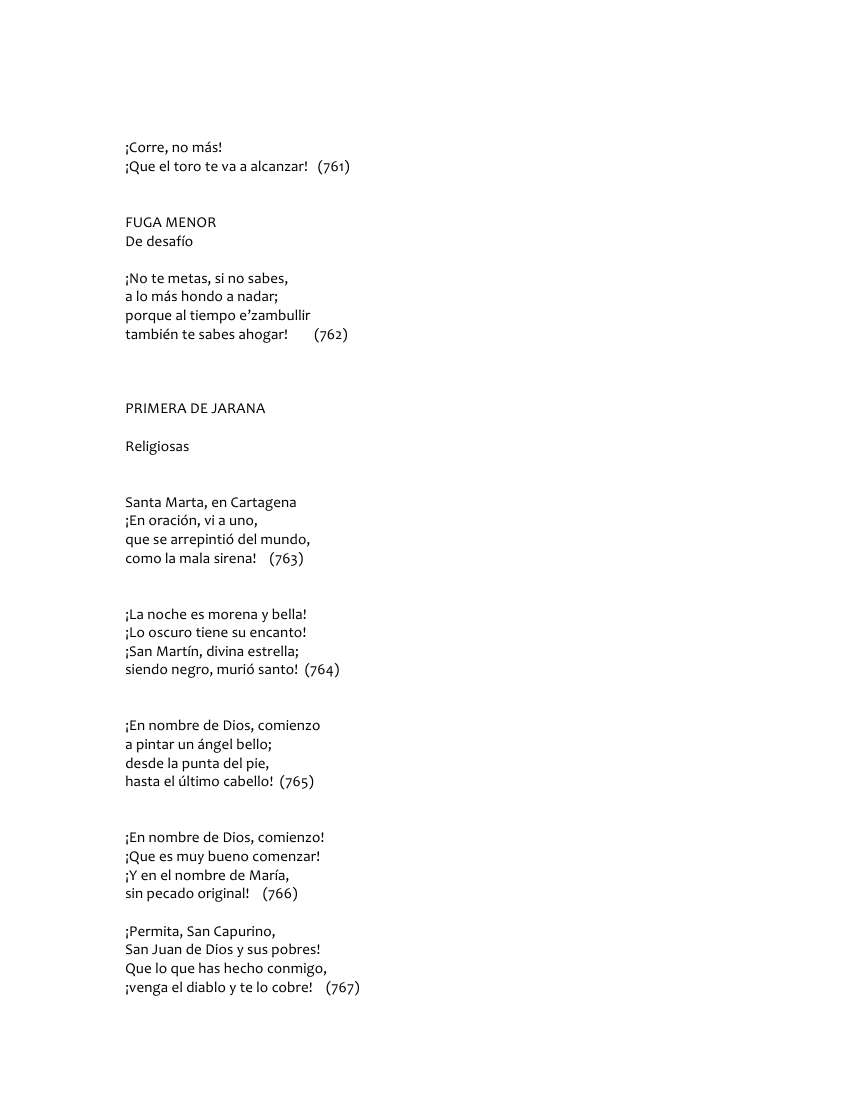 ¡Corre, no más!
¡Que el toro te va a alcanzar! (761)
FUGA MENOR
De desafío
¡No te metas, si no sabes,
a lo más hondo a nadar;
porque al tiempo e’zambullir
también te sabes ahogar! (762)
PRIMERA DE JARANA
Religiosas
Santa Marta, en Cartagena
¡En oración, vi a uno,
que se arrepintió del mundo,
como la mala sirena! (763)
¡La noche es morena y bella!
¡Lo oscuro tiene su encanto!
¡San Martín, divina estrella;
siendo negro, murió santo! (764)
¡En nombre de Dios, comienzo
a pintar un ángel bello;
desde la punta del pie,
hasta el último cabello! (765)
¡En nombre de Dios, comienzo!
¡Que es muy bueno comenzar!
¡Y en el nombre de María,
sin pecado original! (766)
¡Permita, San Capurino,
San Juan de Dios y sus pobres!
Que lo que has hecho conmigo,
¡venga el diablo y te lo cobre! (767)